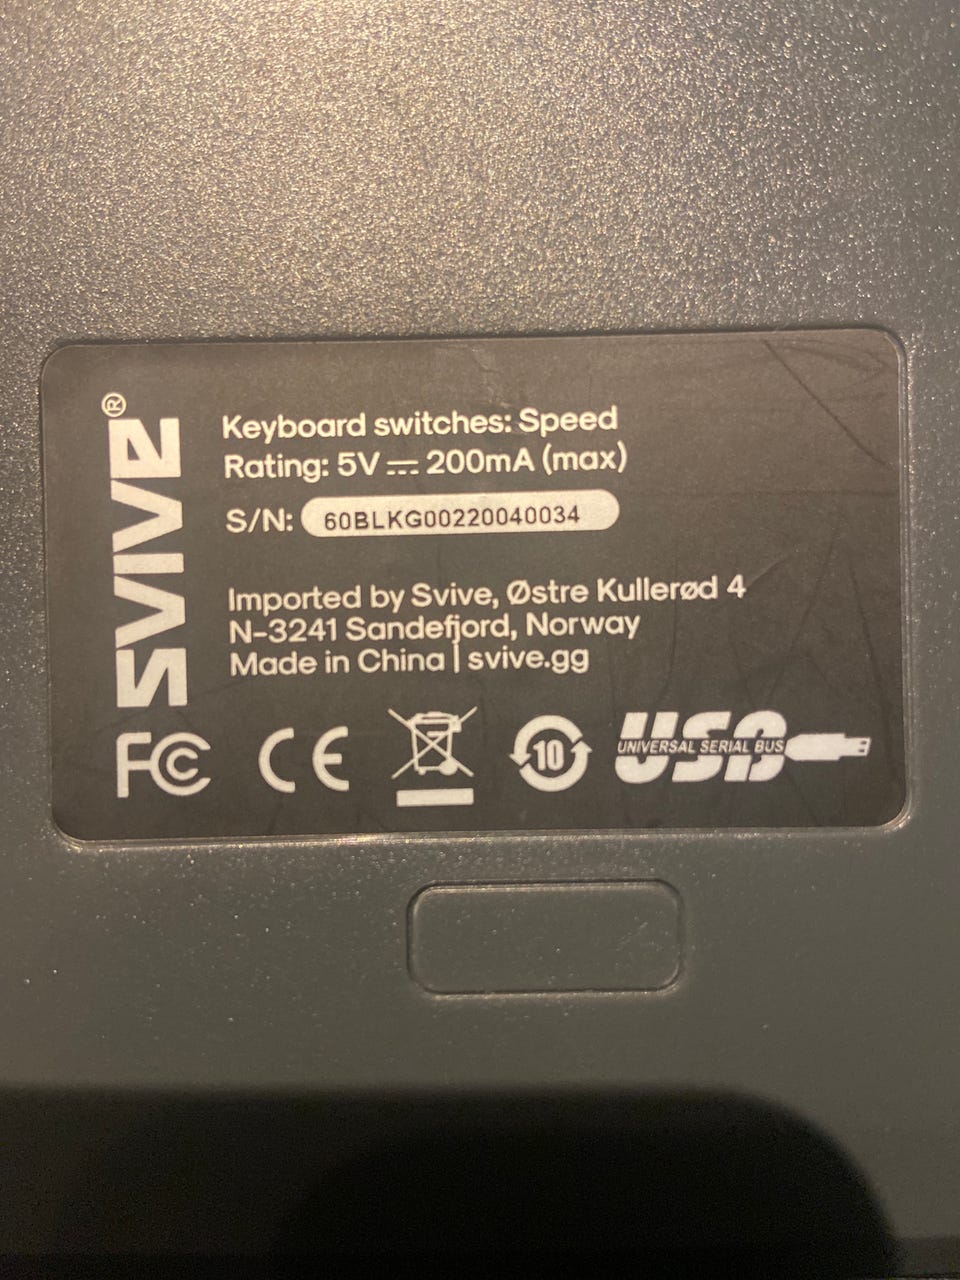 SVIVE®
Keyboard switches: Speed
Rating: 5V ⎓ 200mA (max)
S/N: 60BLKG00220040034
Imported by Svive, Østre Kullerød 4
N-3241 Sandefjord, Norway
Made in China | svive.gg
FC CE 10 USB UNIVERSAL SERIAL BUS